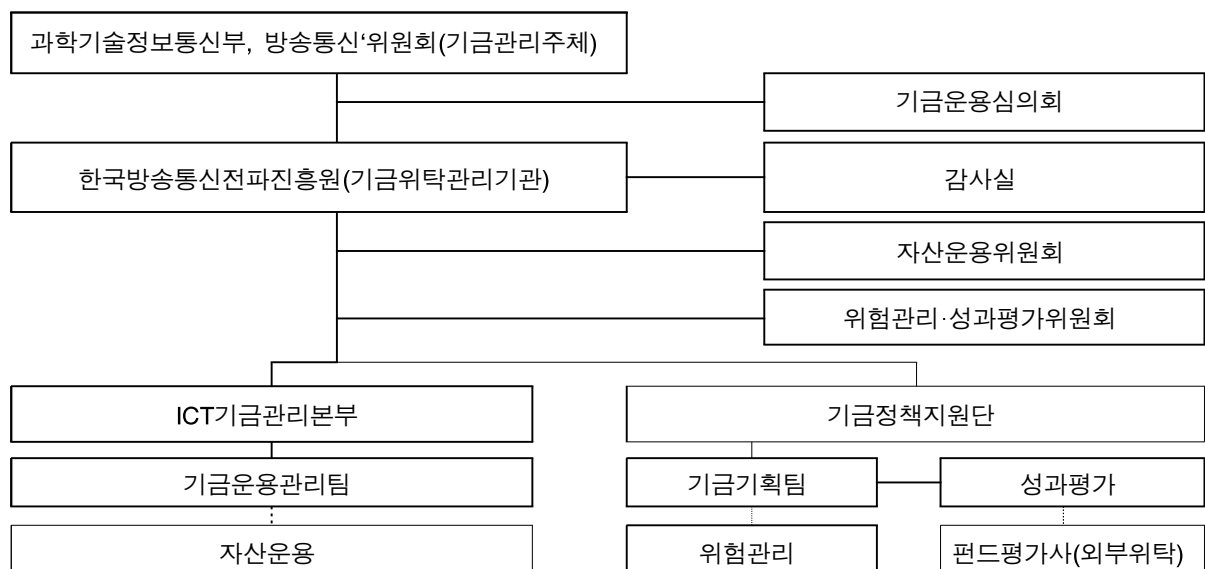 과학기술정보통신부, 방송통신‘위원회(기금관리주체)
기금운용심의회
한국방송통신전파진흥원(기금위탁관리기관)
감사실
자산운용위원회
위험관리·성과평가위원회
ICT기금관리본부
기금정책지원단
기금운용관리팀
기금기획팀
성과평가
자산운용
위험관리
펀드평가사(외부위탁)